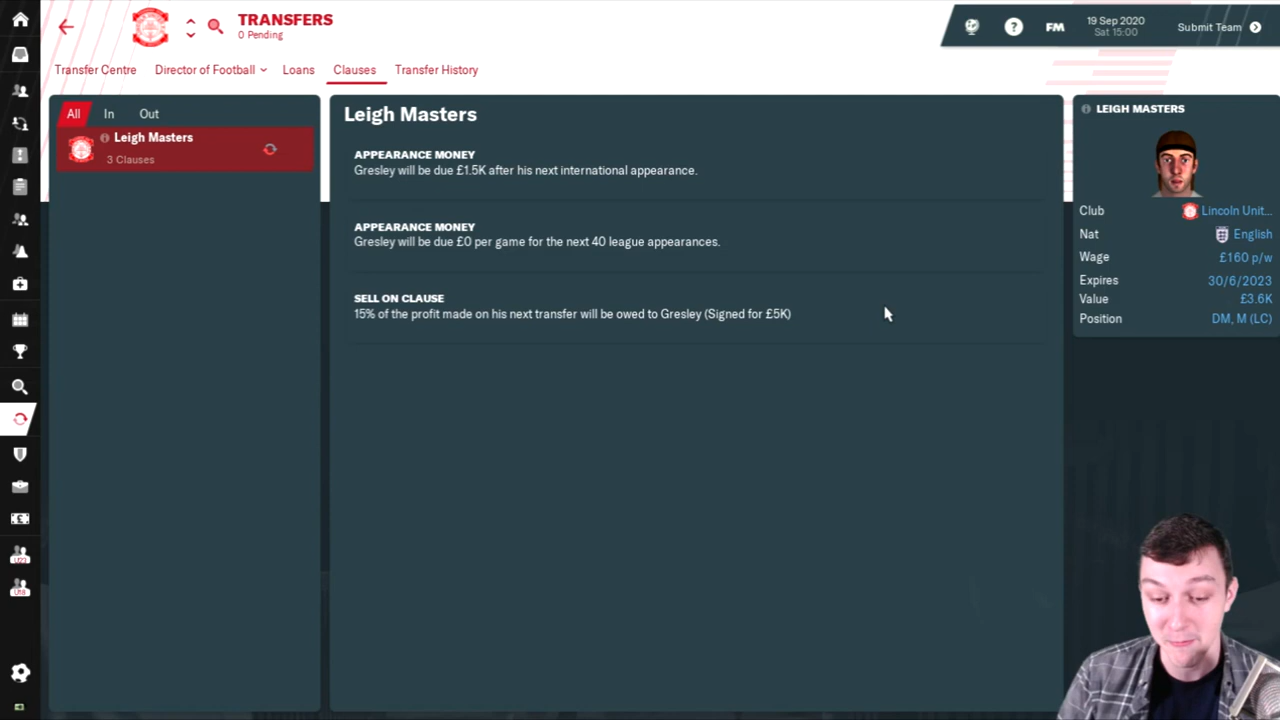 TRANSFERS
0 Pending
FM
19 Sep 2020
Sat 15:00
Submit Team
Transfer Centre
Director of Football
Loans
Clauses
Transfer History
All
In
Out
Leigh Masters
3 Clauses
Leigh Masters
APPEARANCE MONEY
Gresley will be due £1.5K after his next international appearance.
APPEARANCE MONEY
Gresley will be due £0 per game for the next 40 league appearances.
SELL ON CLAUSE
15% of the profit made on his next transfer will be owed to Gresley (Signed for £5K)
LEIGH MASTERS
Club Lincoln Unit...
Nat English
Wage £160 p/w
Expires 30/6/2023
Value £3.6K
Position DM, M (LC)
U23
U18